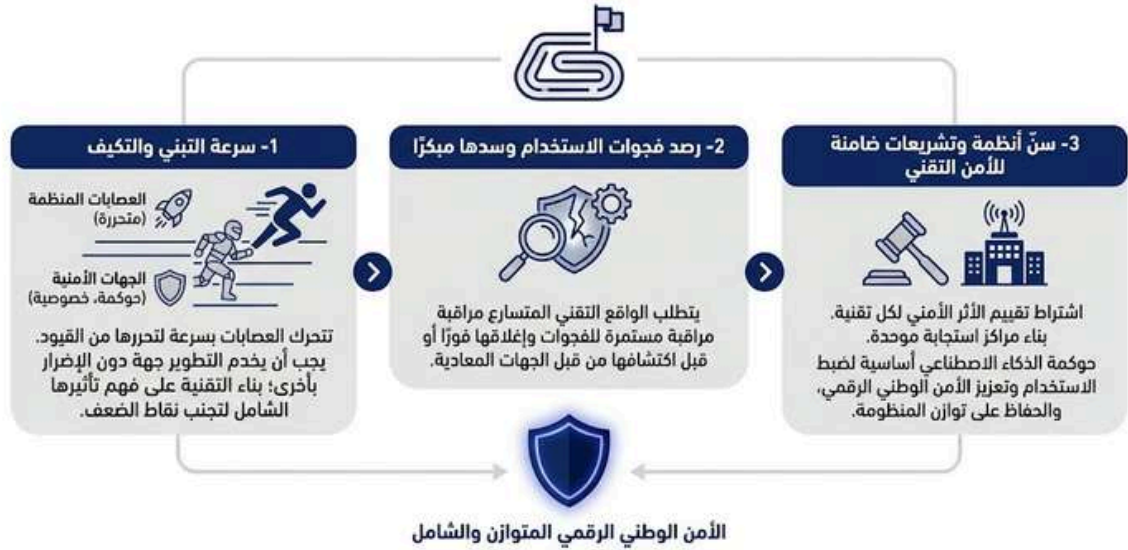 1- سرعة التبني والتكيف
العصابات المنظمة
(متحررة)
الجهات الأمنية
(حوكمة، خصوصية)
تتحرك العصابات بسرعة لتحررها من القيود.
يجب أن يخدم التطوير جهة دون الإضرار
بأخرى؛ بناء التقنية على فهم تأثيرها
الشامل لتجنب نقاط الضعف.
2- رصد فجوات الاستخدام وسدها مبكرًا
يتطلب الواقع التقني المتسارع مراقبة
مراقبة مستمرة للفجوات وإغلاقها فورًا أو
قبل اكتشافها من قبل الجهات المعادية.
3- سنّ أنظمة وتشريعات ضامنة
للأمن التقني
اشتراط تقييم الأثر الأمني لكل تقنية.
بناء مراكز استجابة موحدة.
حوكمة الذكاء الاصطناعي أساسية لضبط
الاستخدام وتعزيز الأمن الوطني الرقمي،
والحفاظ على توازن المنظومة.
الأمن الوطني الرقمي المتوازن والشامل